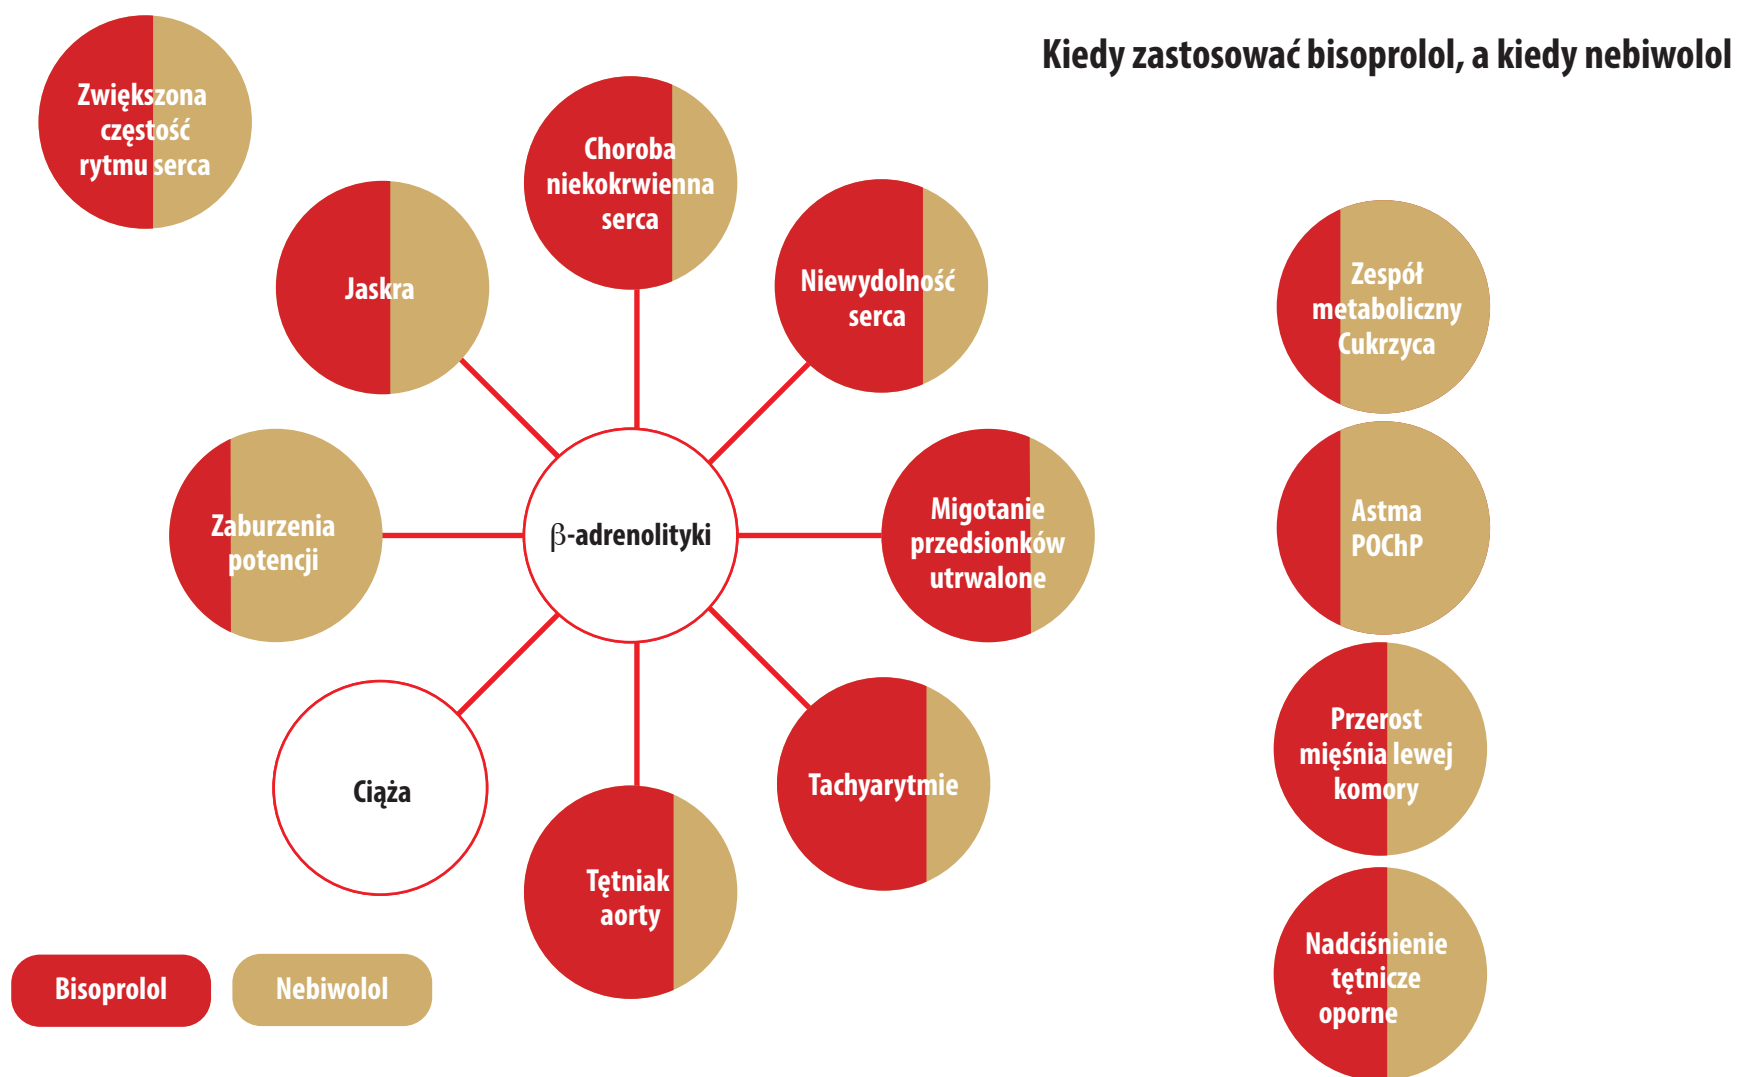 Kiedy zastosować bisoprolol, a kiedy nebiwolol
Zwiększona
częstość
rytmu serca
Choroba
niekokrwienna
serca
Jaskra
Niewydolność
serca
Zespół
metaboliczny
Cukrzyca
Zaburzenia
potencji
β-adrenolityki
Migotanie
przedsionków
utrwalone
Astma
POChP
Ciąża
Tachyarytmie
Przerost
mięśnia lewej
komory
Tętniak
aorty
Nadciśnienie
tętnicze
oporne
Bisoprolol
Nebiwolol